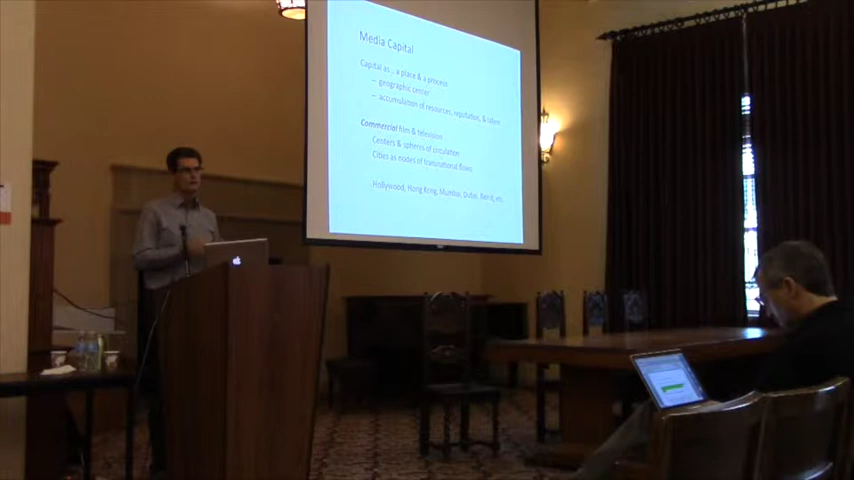 Media Capital
Capital as... a place & a process
– geographic center
– accumulation of resources, reputation, & talent
Commercial film & television
Centers & spheres of circulation
Cities as nodes of transnational flows
Hollywood, Hong Kong, Mumbai, Dubai, Beirut, etc.